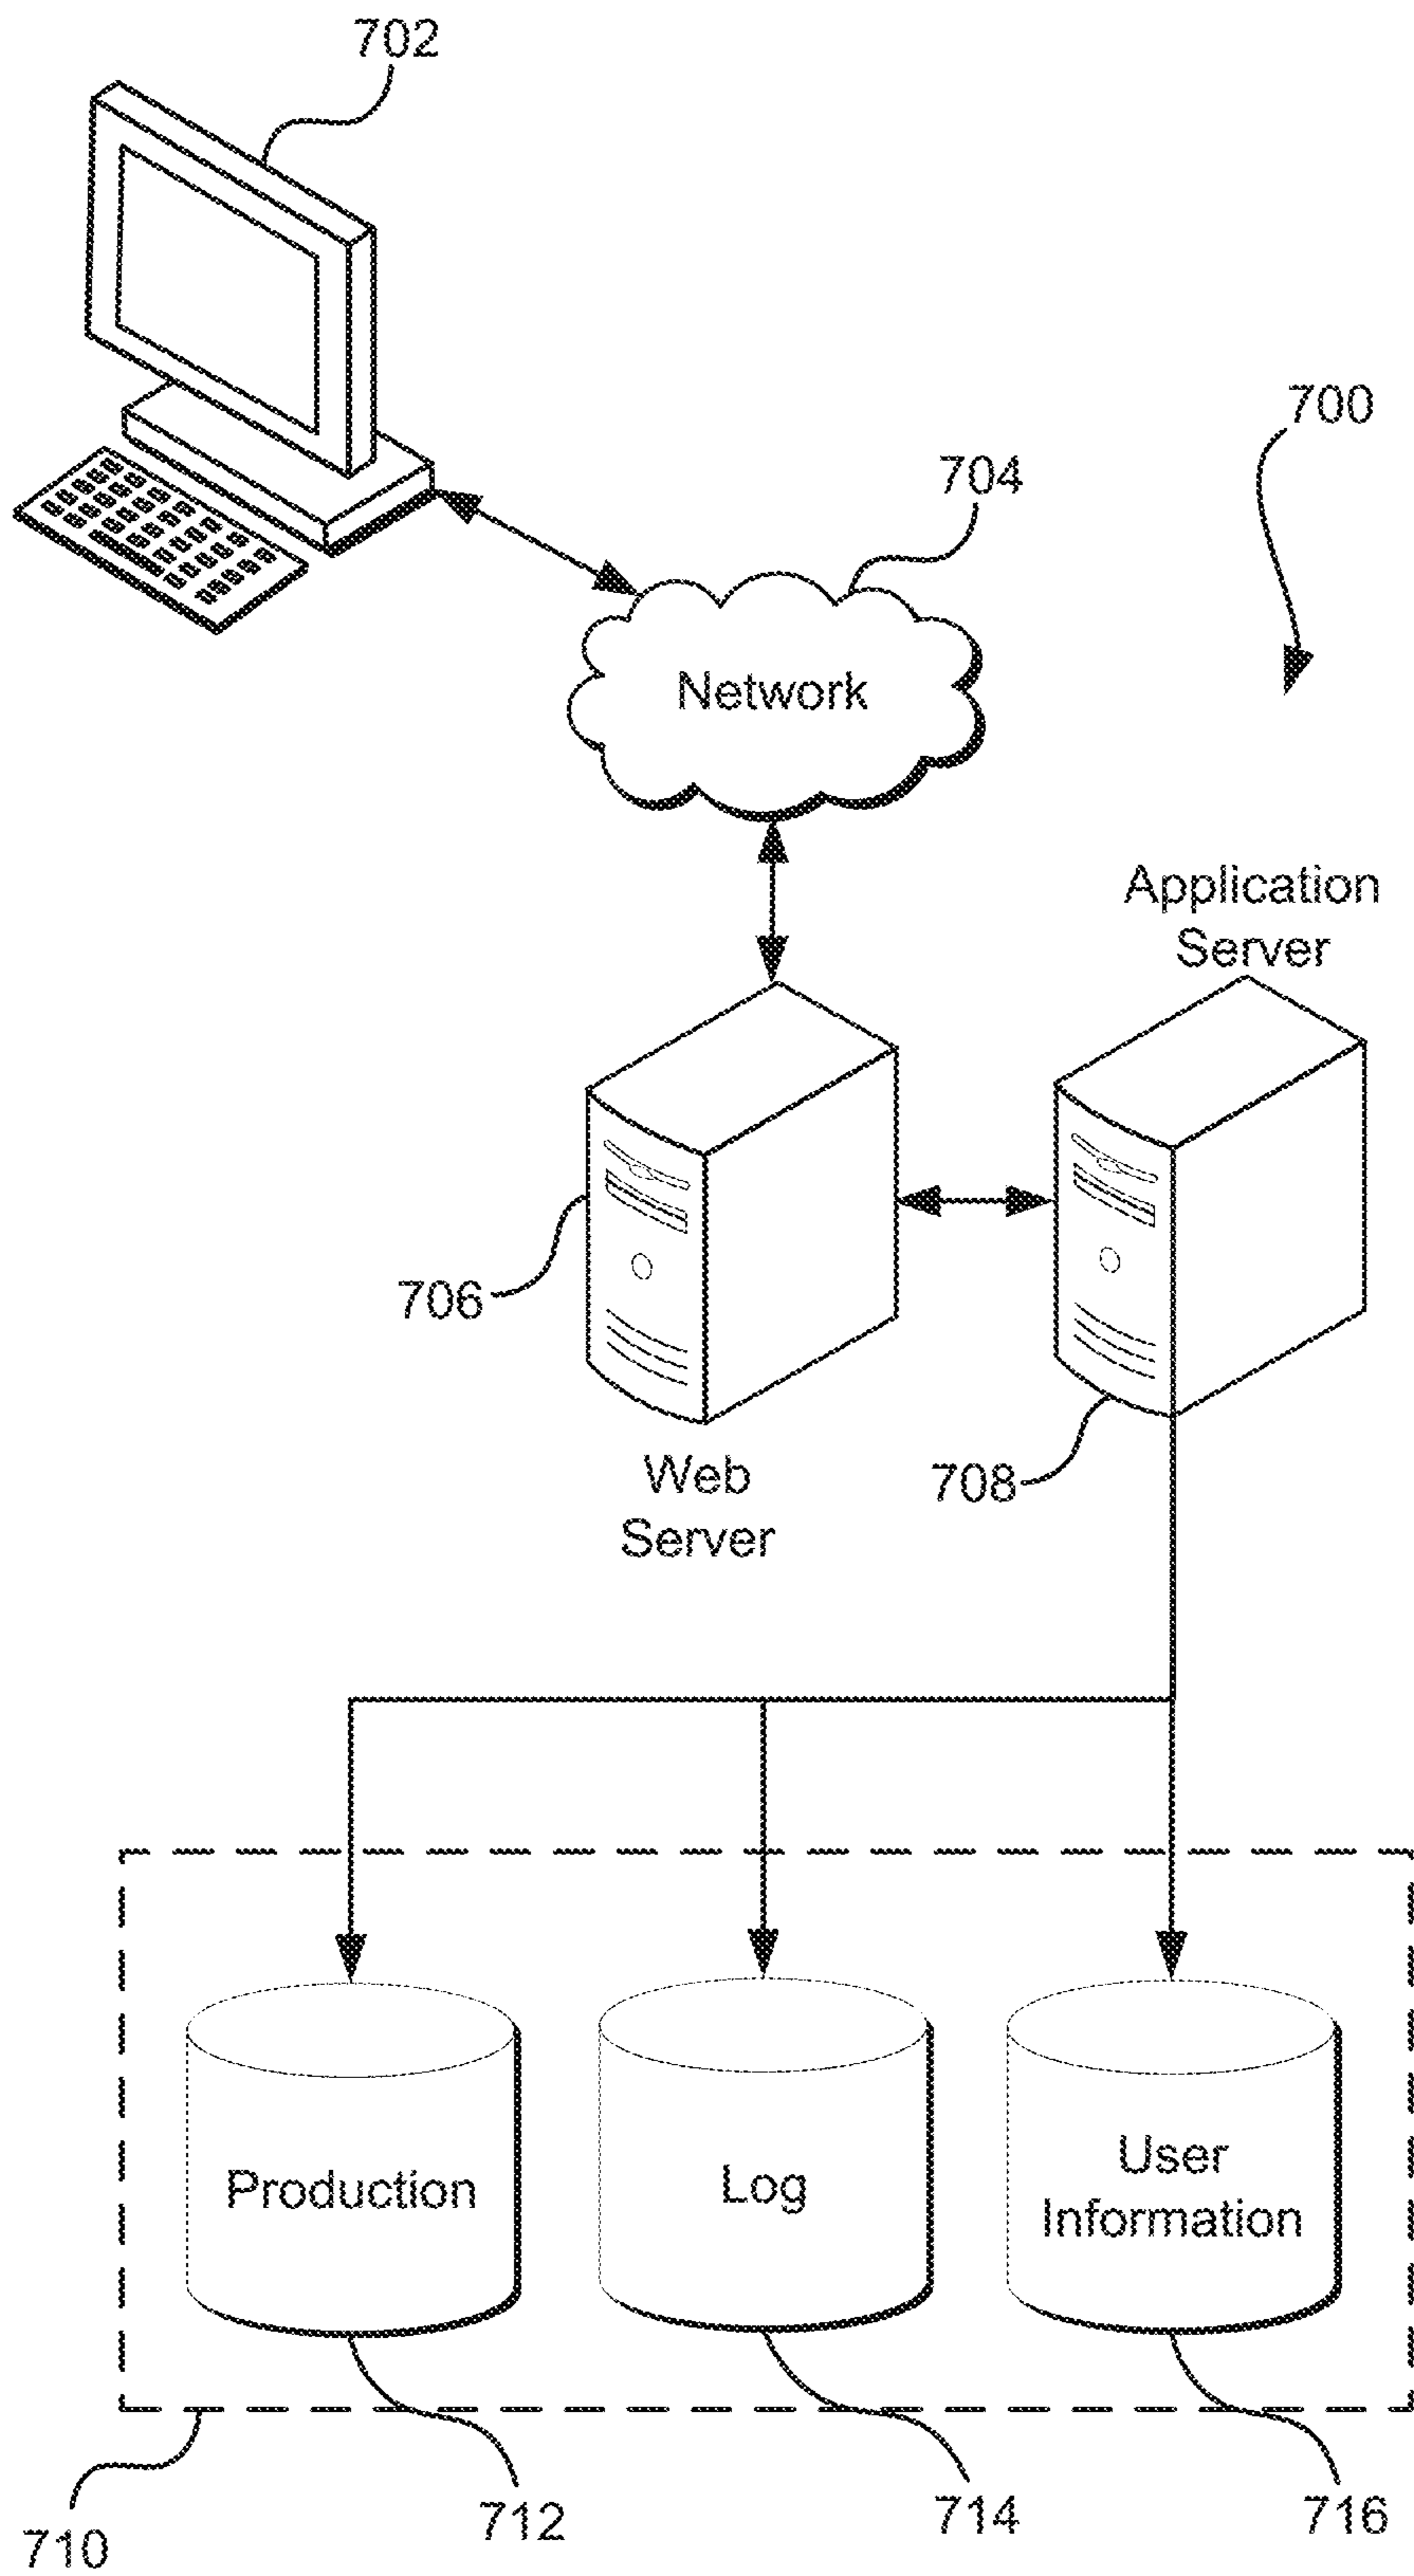 702
700
704
Network
Application
Server
706
708
Web
Server
Production
Log
User
Information
710
712
714
716